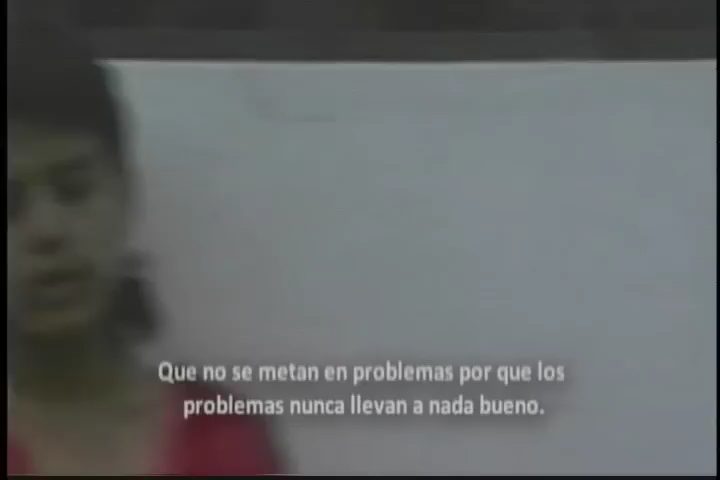 Que no se metan en problemas por que los
problemas nunca llevan a nada bueno.